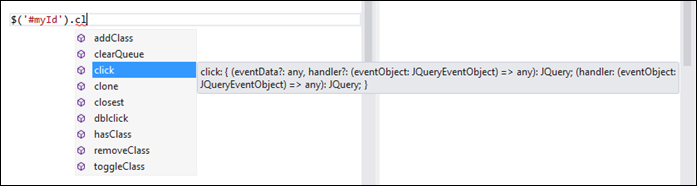 $('#myId').cl
addClass
clearQueue
click
click: { (eventData?: any, handler?: (eventObject: JQueryEventObject) => any): JQuery; (handler: (eventObject:
JQueryEventObject) => any): JQuery; }
clone
closest
dblclick
hasClass
removeClass
toggleClass